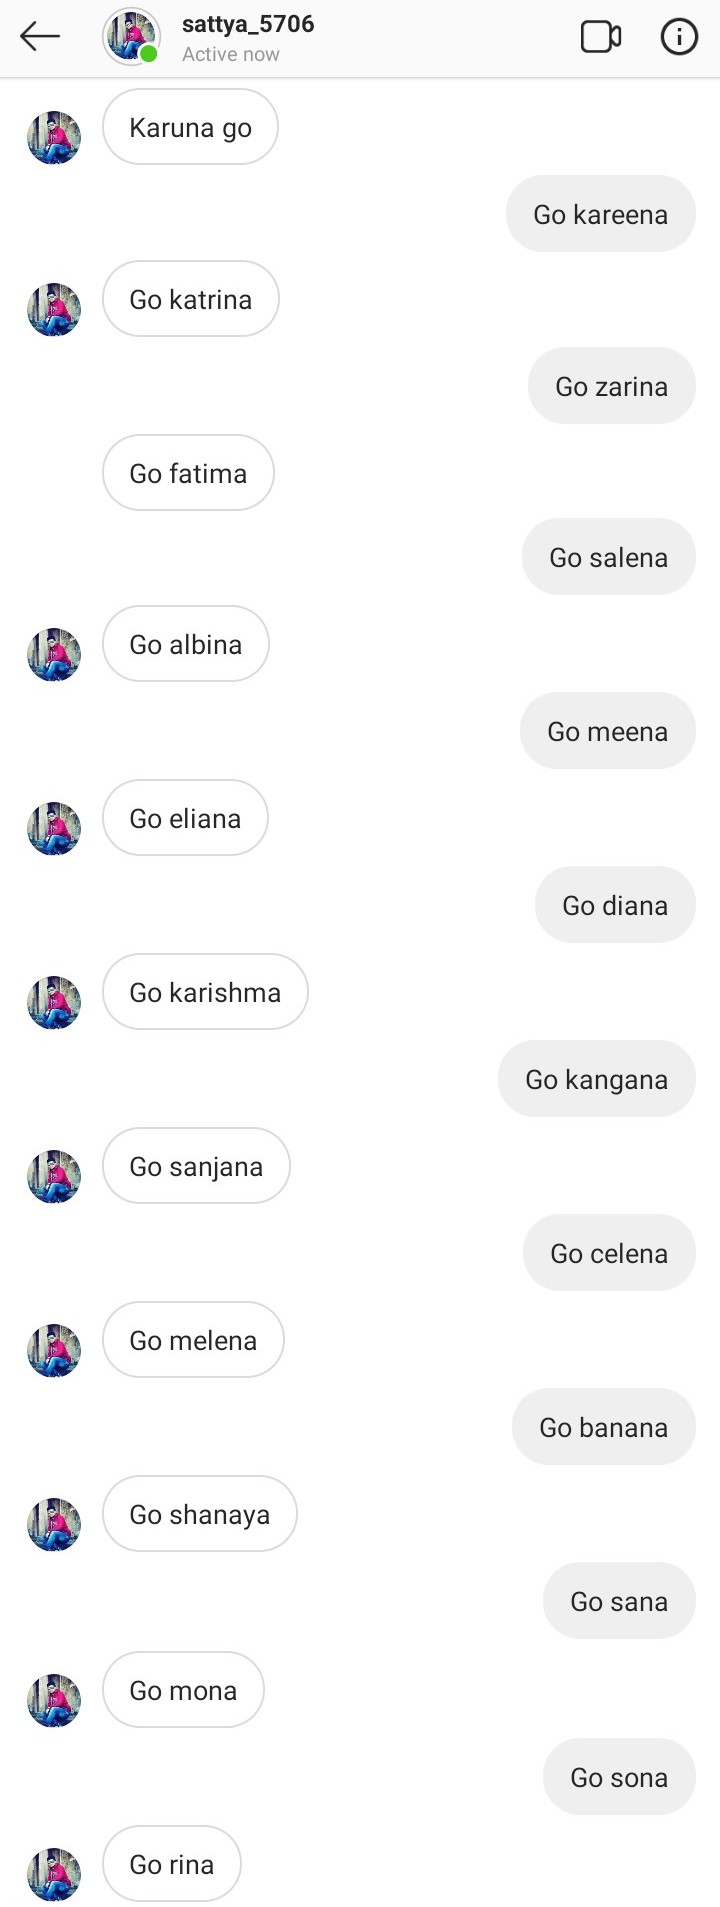 sattya_5706
Active now
Karuna go
Go kareena
Go katrina
Go zarina
Go fatima
Go salena
Go albina
Go meena
Go eliana
Go diana
Go karishma
Go kangana
Go sanjana
Go celena
Go melena
Go banana
Go shanaya
Go sana
Go mona
Go sona
Go rina